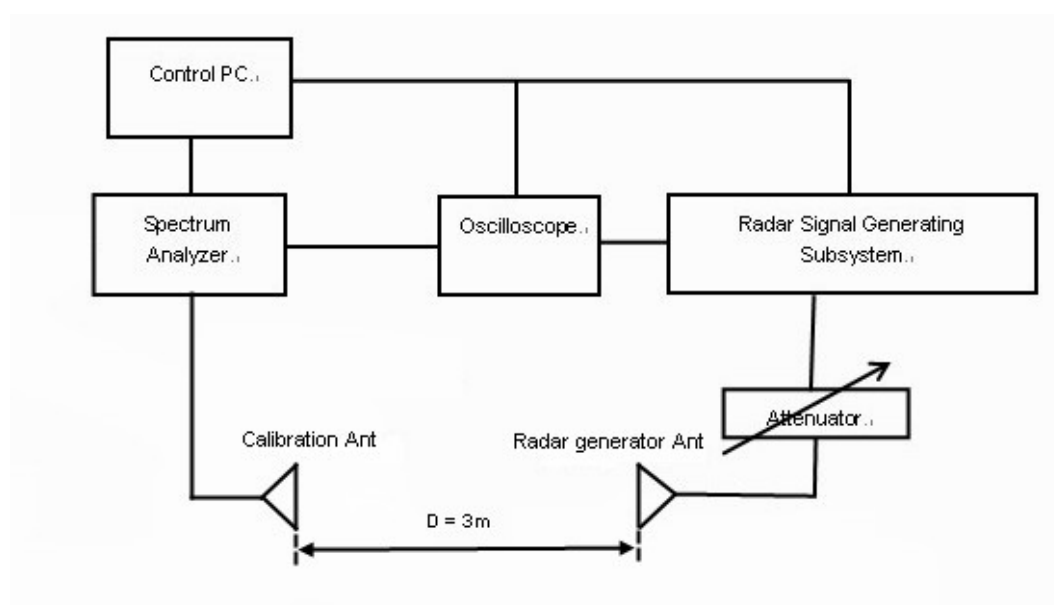 Control PC.
Spectrum
Analyzer.
Oscilloscope.
Radar Signal Generating
Subsystem.
Attenuator.
Calibration Ant
Radar generator Ant
D = 3m